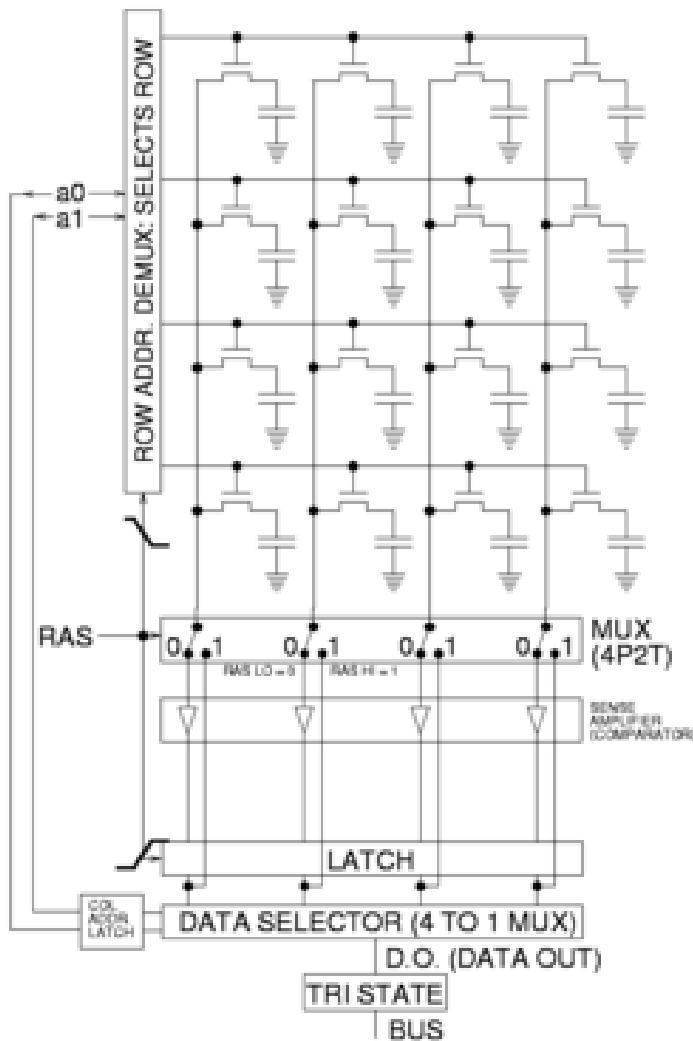 ROW ADDR. DEMUX: SELECTS ROW
a0
a1
RAS
0 1 0 1 0 1 0 1
MUX
(4P2T)
RAS LO = 0 RAS HI = 1
SENSE
AMPLIFIER
(COMPARATOR)
LATCH
COL.
ADDR.
LATCH
DATA SELECTOR (4 TO 1 MUX)
D.O. (DATA OUT)
TRI STATE
BUS